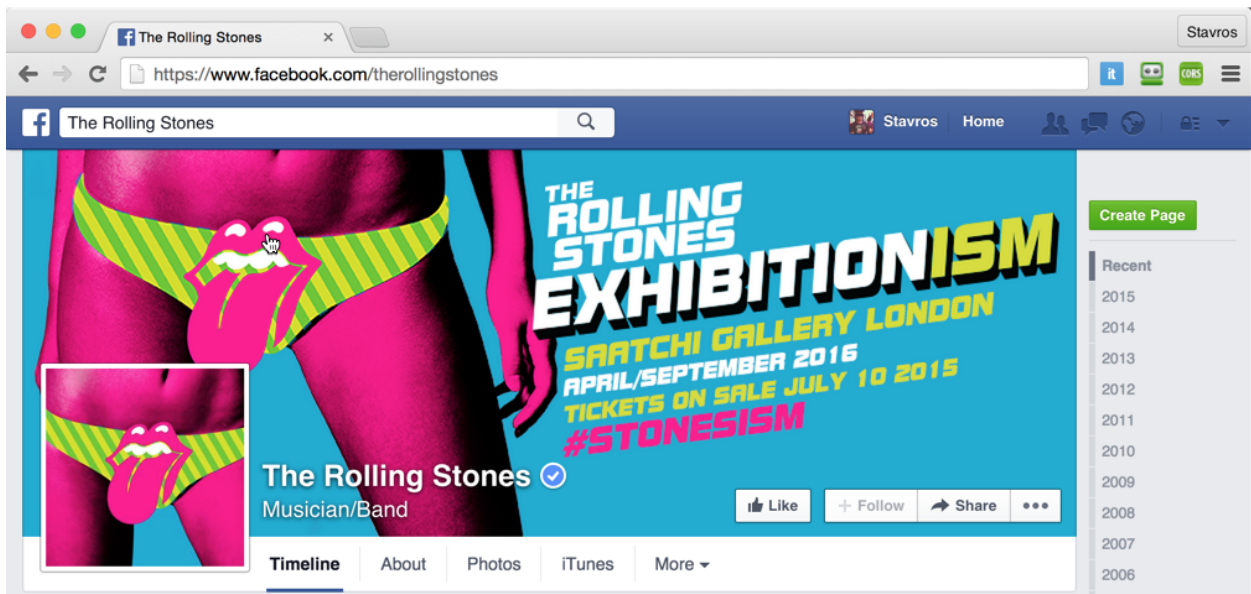 The Rolling Stones
Stavros
https://www.facebook.com/therollingstones
it
CORS
f The Rolling Stones
Stavros Home
THE
ROLLING
STONES
EXHIBITIONISM
SAATCHI GALLERY LONDON
APRIL/SEPTEMBER 2016
TICKETS ON SALE JULY 10 2015
#STONESISM
The Rolling Stones
Musician/Band
Like
+ Follow
Share
Timeline About Photos iTunes More
Create Page
Recent
2015
2014
2013
2012
2011
2010
2009
2008
2007
2006